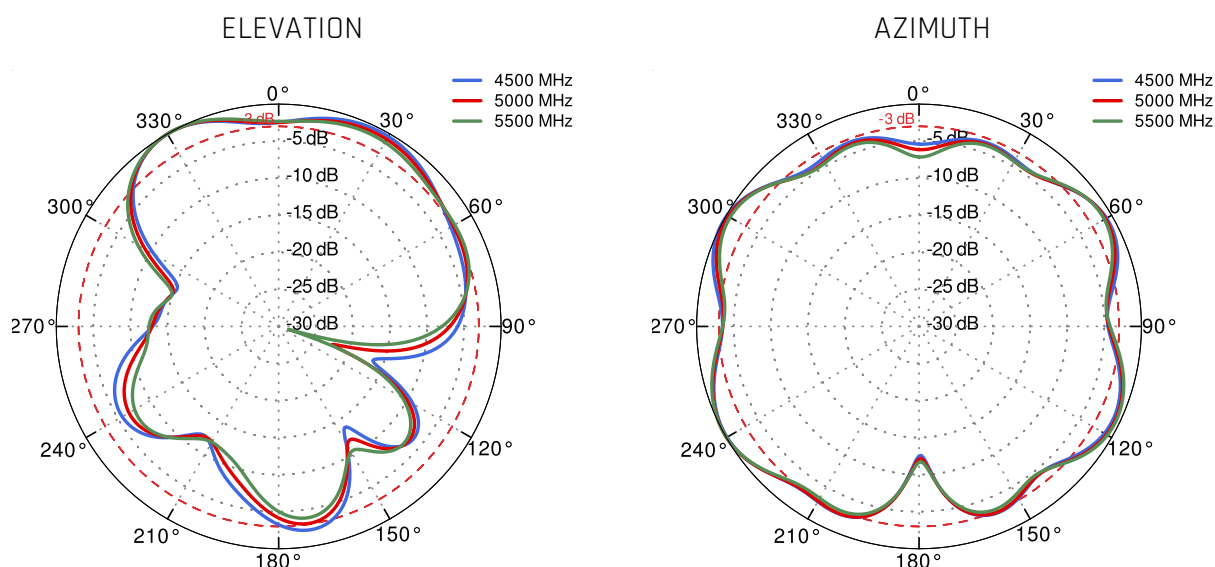 ELEVATION
4500 MHz
5000 MHz
5500 MHz
0°
30°
60°
90°
120°
150°
180°
210°
240°
270°
300°
330°
-3 dB
-5 dB
-10 dB
-15 dB
-20 dB
-25 dB
-30 dB
AZIMUTH
4500 MHz
5000 MHz
5500 MHz
0°
30°
60°
90°
120°
150°
180°
210°
240°
270°
300°
330°
-3 dB
-5 dB
-10 dB
-15 dB
-20 dB
-25 dB
-30 dB